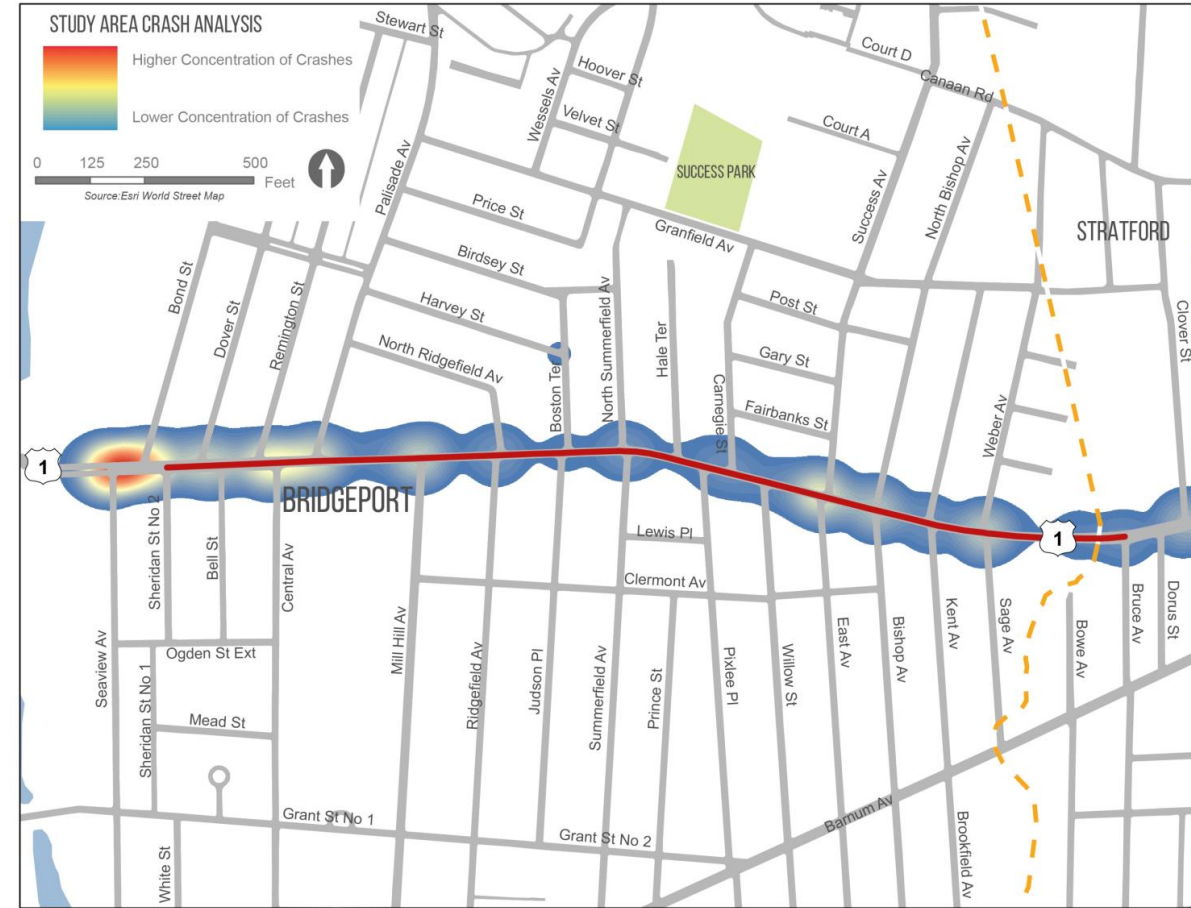 STUDY AREA CRASH ANALYSIS
Higher Concentration of Crashes
Lower Concentration of Crashes
0 125 250 500
Feet
Source:Esri World Street Map
Stewart St
Hoover St
Wessels Av
Velvet St
Court D
Canaan Rd
Court A
SUCCESS PARK
Palisade Av
Price St
Success Av
North Bishop Av
STRATFORD
Granfield Av
Birdsey St
Bond St
Harvey St
Dover St
Remington St
North Ridgefield Av
Boston Ter
North Summerfield Av
Hale Ter
Post St
Gary St
Carnegie St
Fairbanks St
Clover St
Weber Av
1
BRIDGEPORT
1
Sheridan St No 2
Bell St
Central Av
Lewis Pl
Clermont Av
Seaview Av
Ogden St Ext
Sheridan St No 1
Mead St
Mill Hill Av
Ridgefield Av
Judson Pl
Summerfield Av
Prince St
Pixlee Pl
Willow St
East Av
Bishop Av
Kent Av
Sage Av
Bowe Av
Bruce Av
Dorus St
Grant St No 1
Grant St No 2
Barnum Av
White St
Brookfield Av